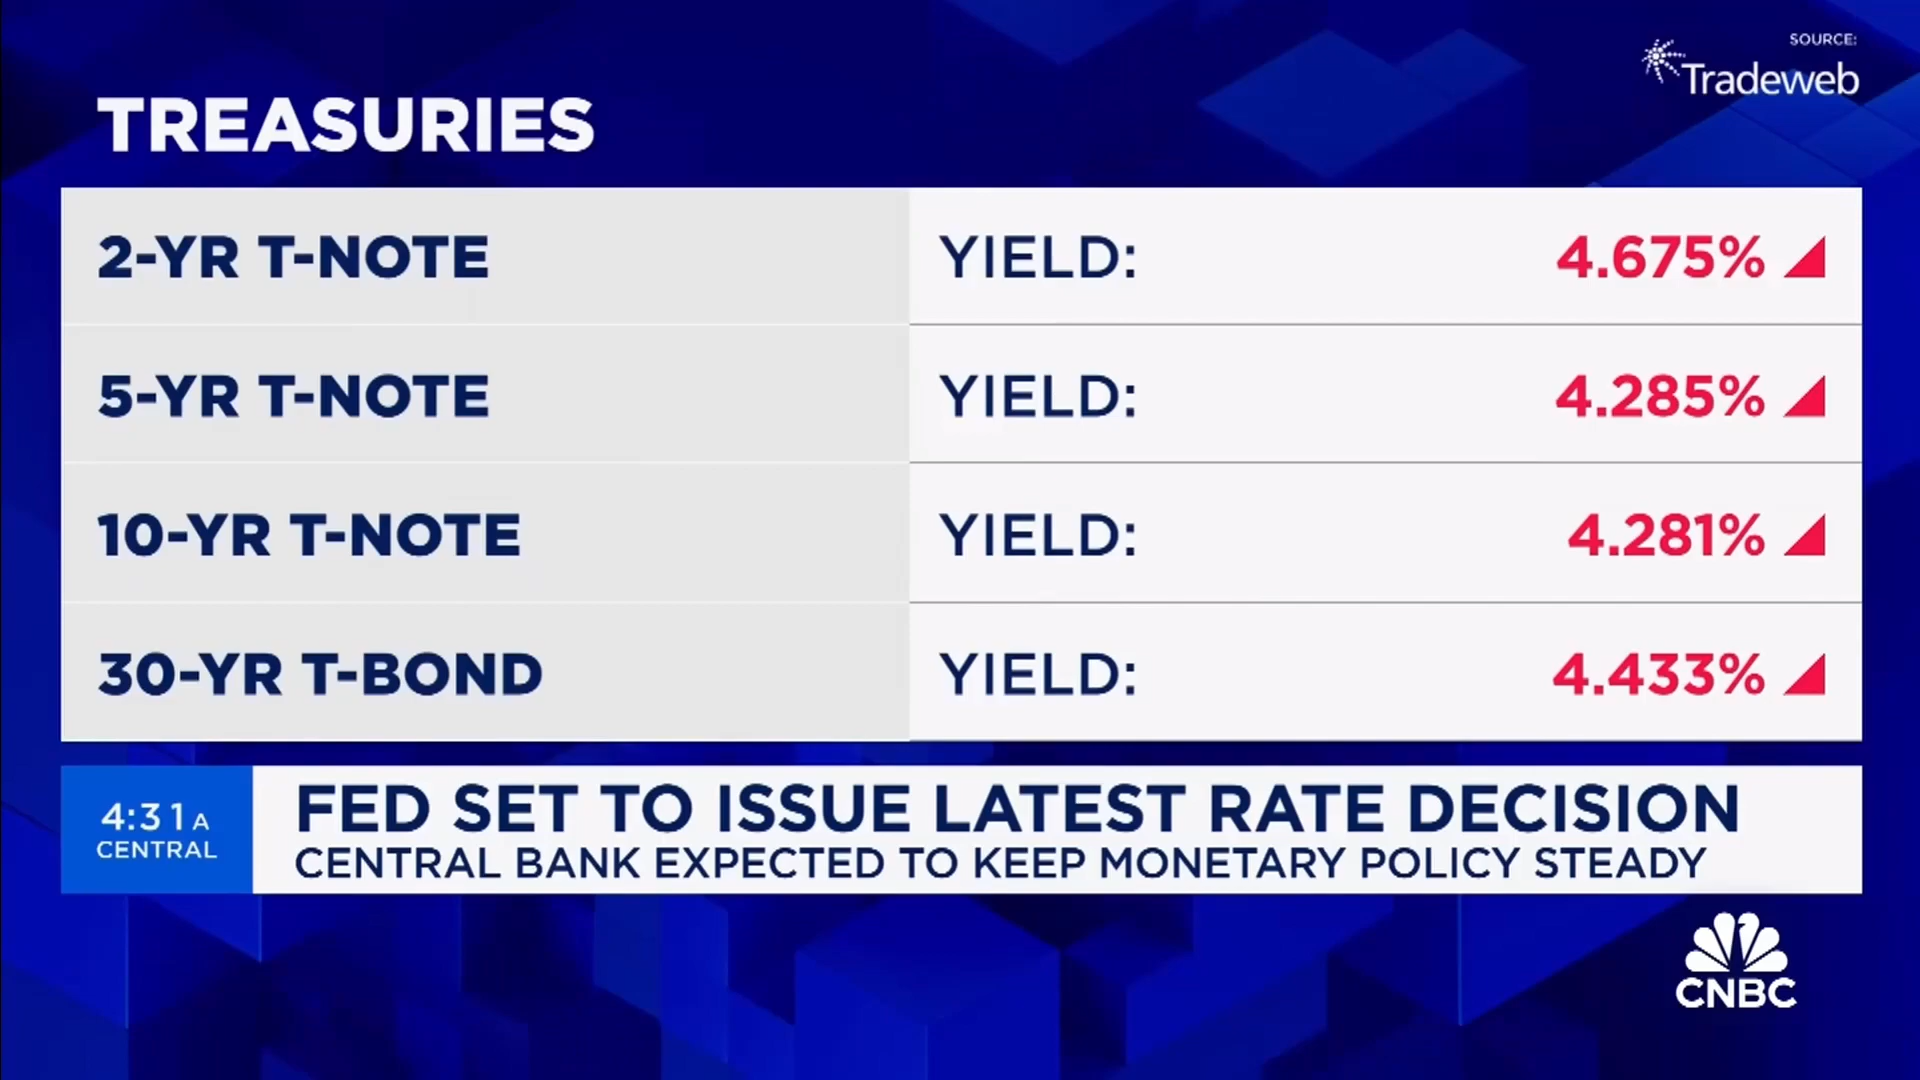 SOURCE:
Tradeweb
TREASURIES
2-YR T-NOTE YIELD: 4.675%
5-YR T-NOTE YIELD: 4.285%
10-YR T-NOTE YIELD: 4.281%
30-YR T-BOND YIELD: 4.433%
4:31A
CENTRAL
FED SET TO ISSUE LATEST RATE DECISION
CENTRAL BANK EXPECTED TO KEEP MONETARY POLICY STEADY
CNBC